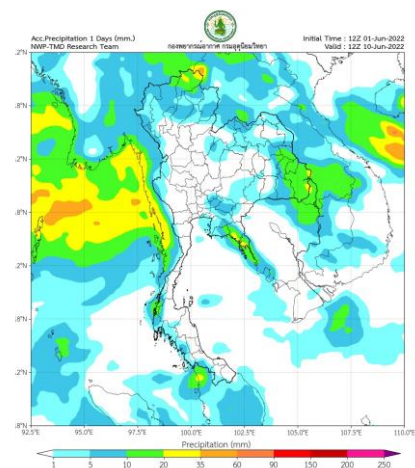 Acc.Precipitation 1 Days (mm.)
Initial Time : 12Z 01-Jun-2022
NWP-TMD Research Team
กองพยากรณ์อากาศ กรมอุตุนิยมวิทยา
Valid : 12Z 10-Jun-2022
.2°N
.8°N
.2°N
.8°N
.2°N
.8°N
.2°N
.8°N
92.5°E 95.0°E 97.5°E 100.0°E 102.5°E 105.0°E 107.5°E 110.0°E
Precipitation (mm)
1 5 10 20 35 60 90 150 200 250